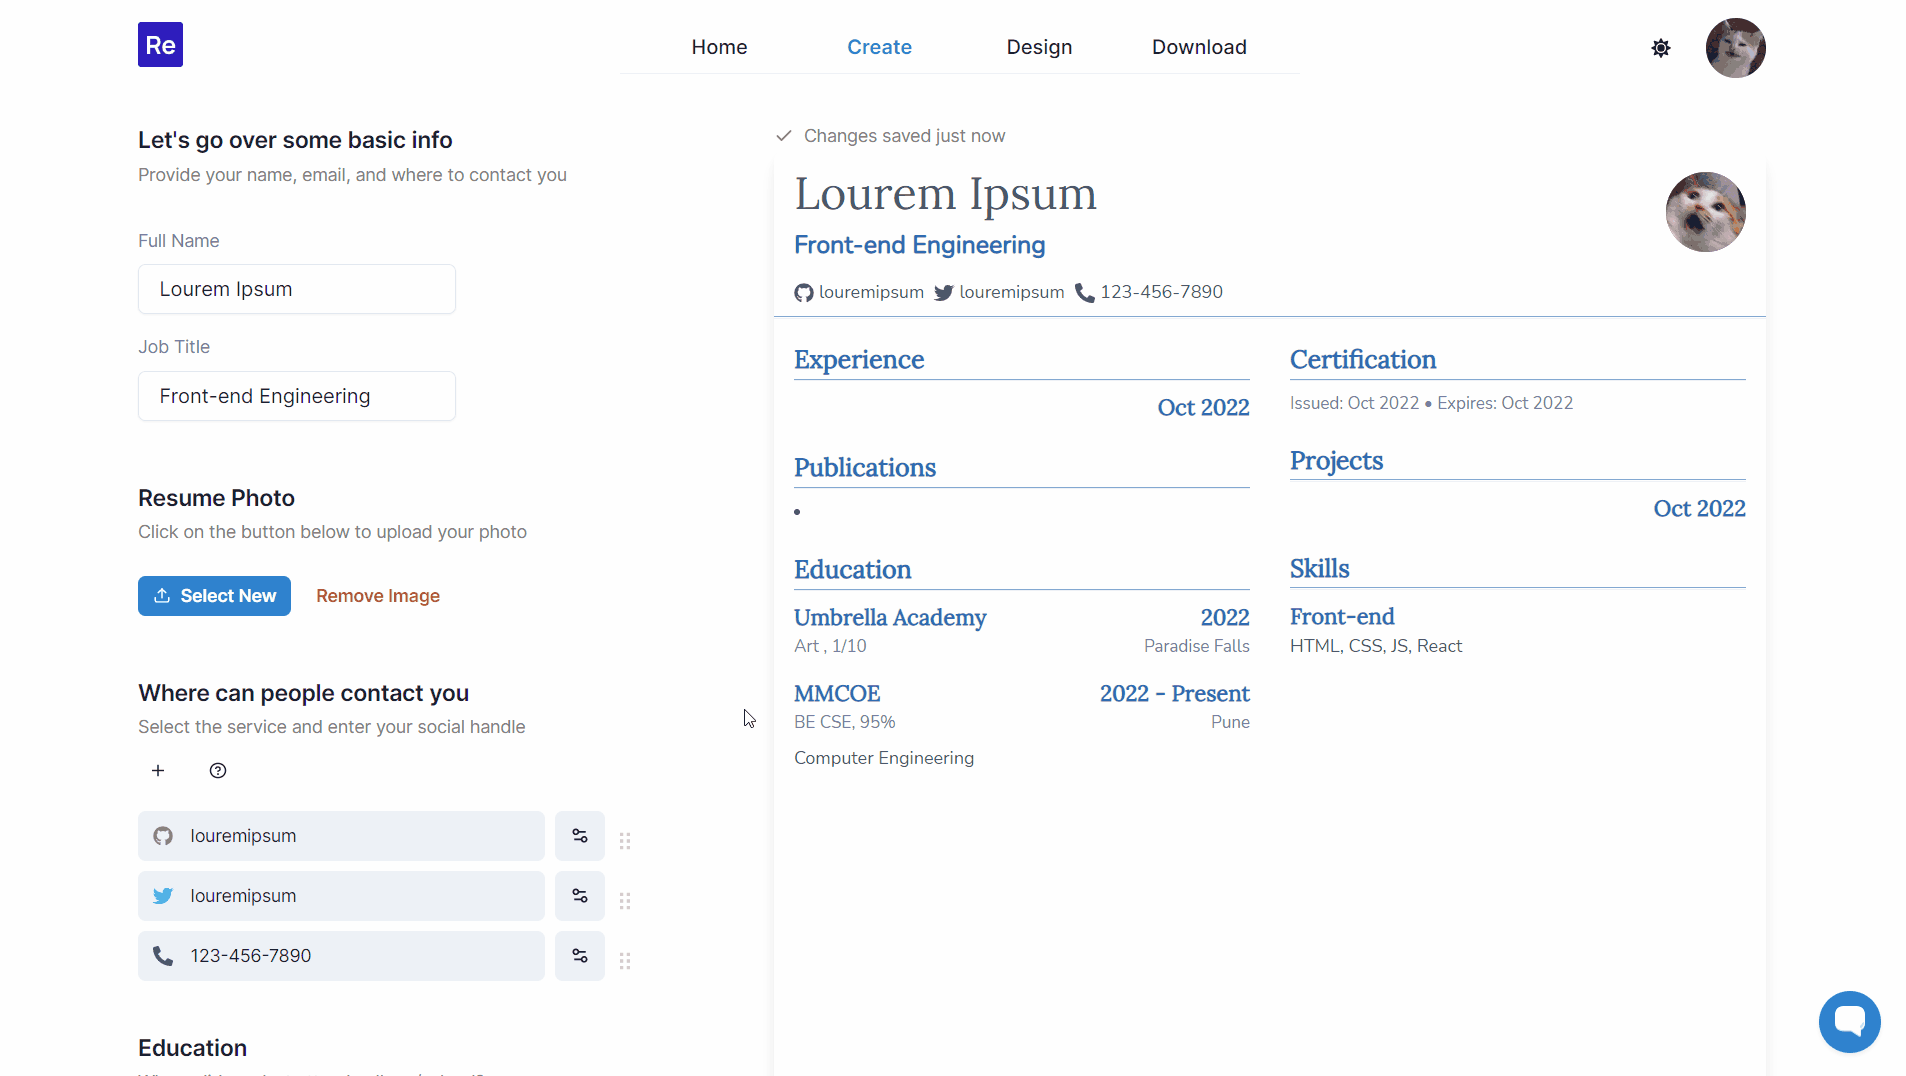 Re
Home
Create
Design
Download
Let's go over some basic info
Provide your name, email, and where to contact you
Full Name
Lourem Ipsum
Job Title
Front-end Engineering
Resume Photo
Click on the button below to upload your photo
Select New
Remove Image
Where can people contact you
Select the service and enter your social handle
louremipsum
louremipsum
123-456-7890
Education
Changes saved just now
Lourem Ipsum
Front-end Engineering
louremipsum louremipsum 123-456-7890
Experience
Oct 2022
Publications
•
Education
Umbrella Academy 2022
Art , 1/10 Paradise Falls
MMCOE 2022 - Present
BE CSE, 95% Pune
Computer Engineering
Certification
Issued: Oct 2022 • Expires: Oct 2022
Projects
Oct 2022
Skills
Front-end
HTML, CSS, JS, React